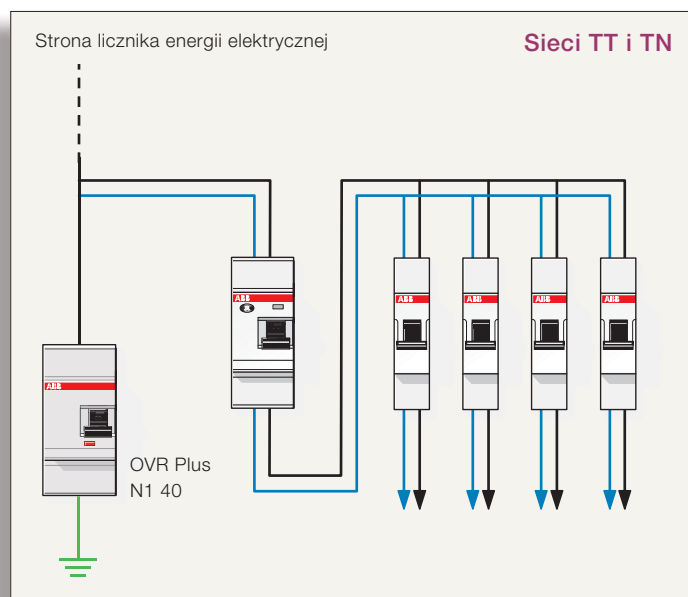 Strona licznika energii elektrycznej
Sieci TT i TN
ABB
ABB
ABB
ABB
ABB
ABB
OVR Plus
N1 40